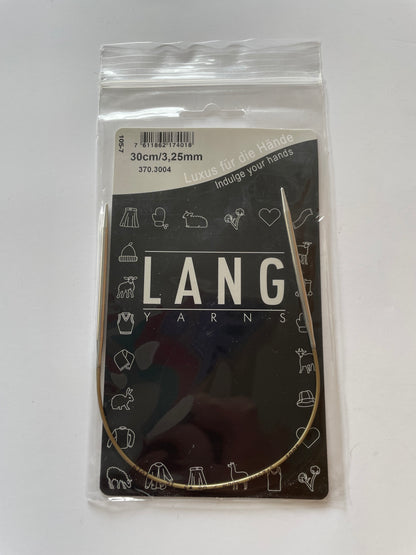 105-7
7 611862 174018
30cm/3,25mm
370.3004
Luxus für die Hände
Indulge your hands
LANG
YARNS